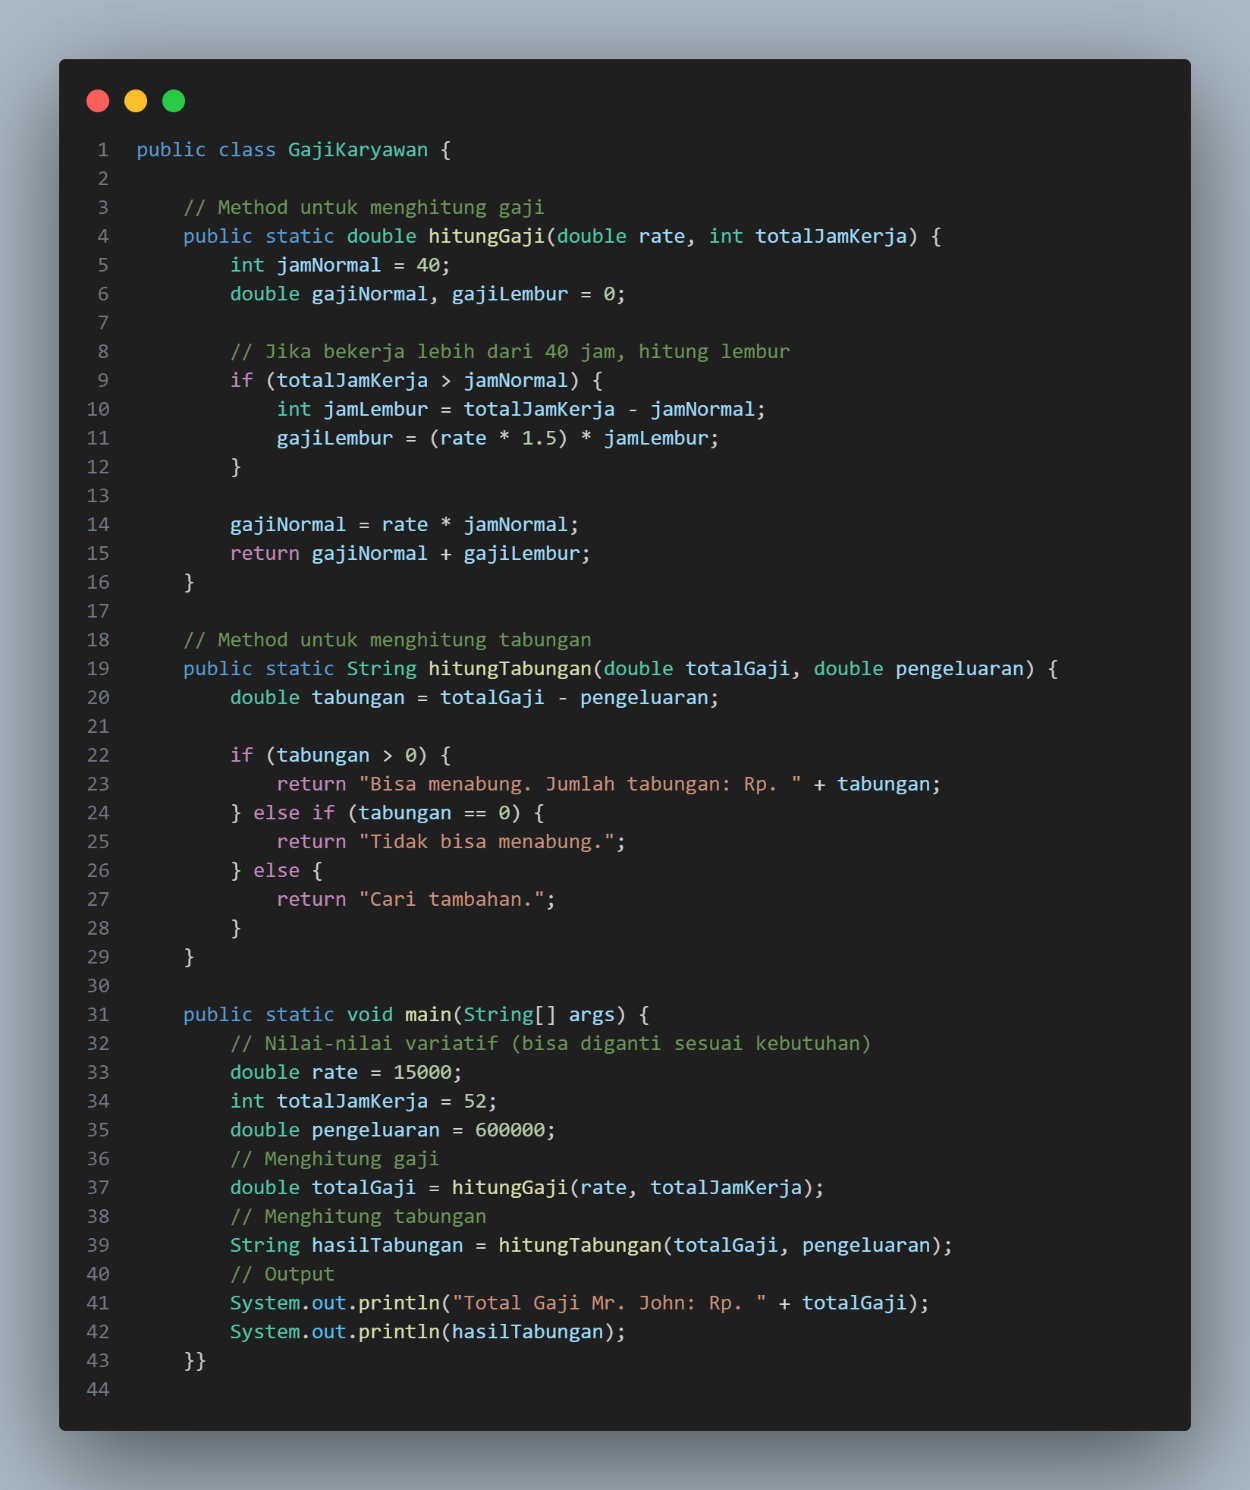 1 public class GajiKaryawan {
2
3     // Method untuk menghitung gaji
4     public static double hitungGaji(double rate, int totalJamKerja) {
5         int jamNormal = 40;
6         double gajiNormal, gajiLembur = 0;
7
8         // Jika bekerja lebih dari 40 jam, hitung lembur
9         if (totalJamKerja > jamNormal) {
10             int jamLembur = totalJamKerja - jamNormal;
11             gajiLembur = (rate * 1.5) * jamLembur;
12         }
13
14         gajiNormal = rate * jamNormal;
15         return gajiNormal + gajiLembur;
16     }
17
18     // Method untuk menghitung tabungan
19     public static String hitungTabungan(double totalGaji, double pengeluaran) {
20         double tabungan = totalGaji - pengeluaran;
21
22         if (tabungan > 0) {
23             return "Bisa menabung. Jumlah tabungan: Rp. " + tabungan;
24         } else if (tabungan == 0) {
25             return "Tidak bisa menabung.";
26         } else {
27             return "Cari tambahan.";
28         }
29     }
30
31     public static void main(String[] args) {
32         // Nilai-nilai variatif (bisa diganti sesuai kebutuhan)
33         double rate = 15000;
34         int totalJamKerja = 52;
35         double pengeluaran = 600000;
36         // Menghitung gaji
37         double totalGaji = hitungGaji(rate, totalJamKerja);
38         // Menghitung tabungan
39         String hasilTabungan = hitungTabungan(totalGaji, pengeluaran);
40         // Output
41         System.out.println("Total Gaji Mr. John: Rp. " + totalGaji);
42         System.out.println(hasilTabungan);
43     }}
44